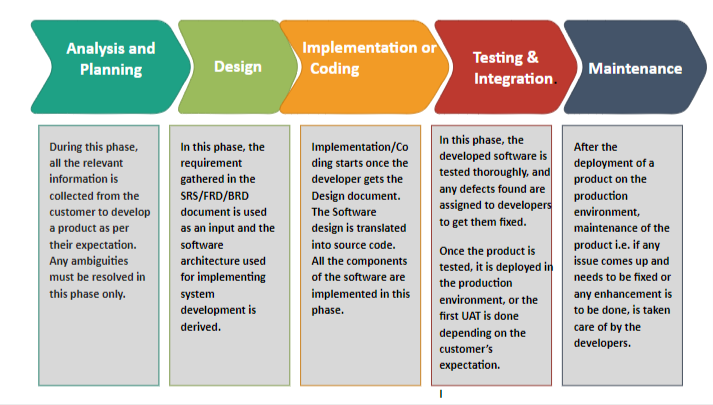 Analysis and
Planning
Design
Implementation or
Coding
Testing &
Integration.
Maintenance
During this phase,
all the relevant
information is
collected from the
customer to develop
a product as per
their expectation.
Any ambiguities
must be resolved in
this phase only.
In this phase, the
requirement
gathered in the
SRS/FRD/BRD
document is used
as an input and the
software
architecture used
for implementing
system
development is
derived.
Implementation/Co
ding starts once the
developer gets the
Design document.
The Software
design is translated
into source code.
All the components
of the software are
implemented in this
phase.
In this phase, the
developed software is
tested thoroughly, and
any defects found are
assigned to developers
to get them fixed.
Once the product is
tested, it is deployed in
the production
environment, or the
first UAT is done
depending on the
customer's
expectation.
After the
deployment of a
product on the
production
environment,
maintenance of the
product i.e. if any
issue comes up and
needs to be fixed or
any enhancement is
to be done, is taken
care of by the
developers.